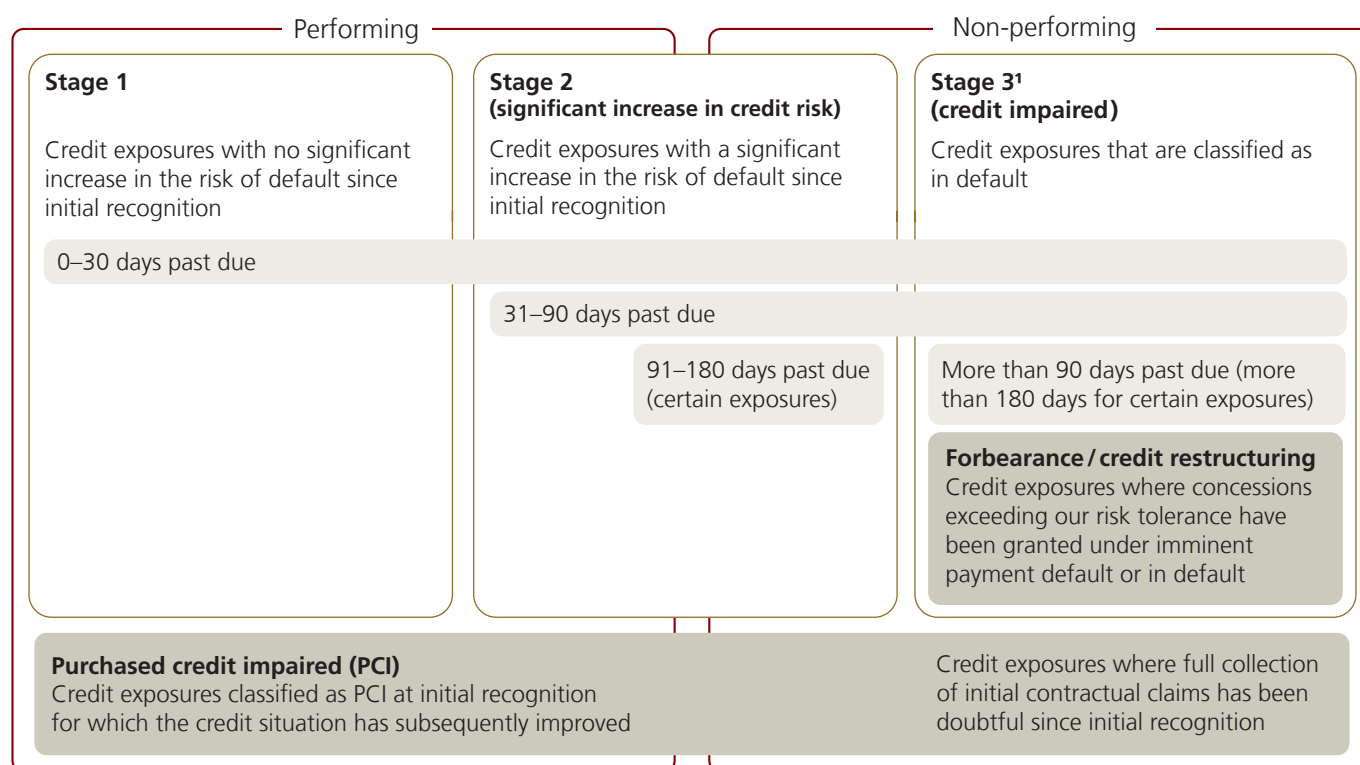 Performing
Non-performing
Stage 1
Credit exposures with no significant
increase in the risk of default since
initial recognition
Stage 2
(significant increase in credit risk)
Credit exposures with a significant
increase in the risk of default since
initial recognition
Stage 3¹
(credit impaired)
Credit exposures that are classified as
in default
0–30 days past due
31–90 days past due
91–180 days past due
(certain exposures)
More than 90 days past due (more
than 180 days for certain exposures)
Forbearance / credit restructuring
Credit exposures where concessions
exceeding our risk tolerance have
been granted under imminent
payment default or in default
Purchased credit impaired (PCI)
Credit exposures classified as PCI at initial recognition
for which the credit situation has subsequently improved
Credit exposures where full collection
of initial contractual claims has been
doubtful since initial recognition